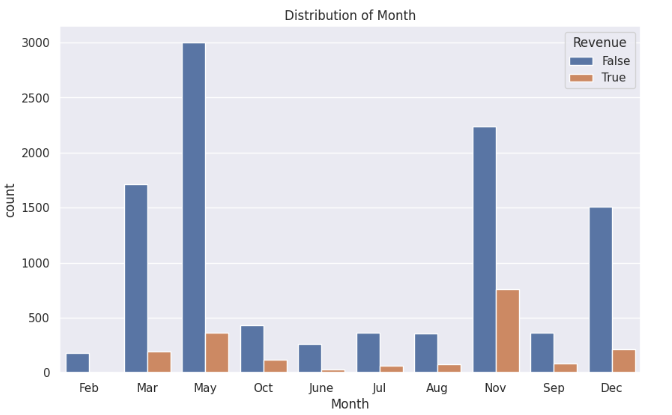 Distribution of Month
Revenue
False
True
count
3000
2500
2000
1500
1000
500
0
Feb Mar May Oct June Jul Aug Nov Sep Dec
Month